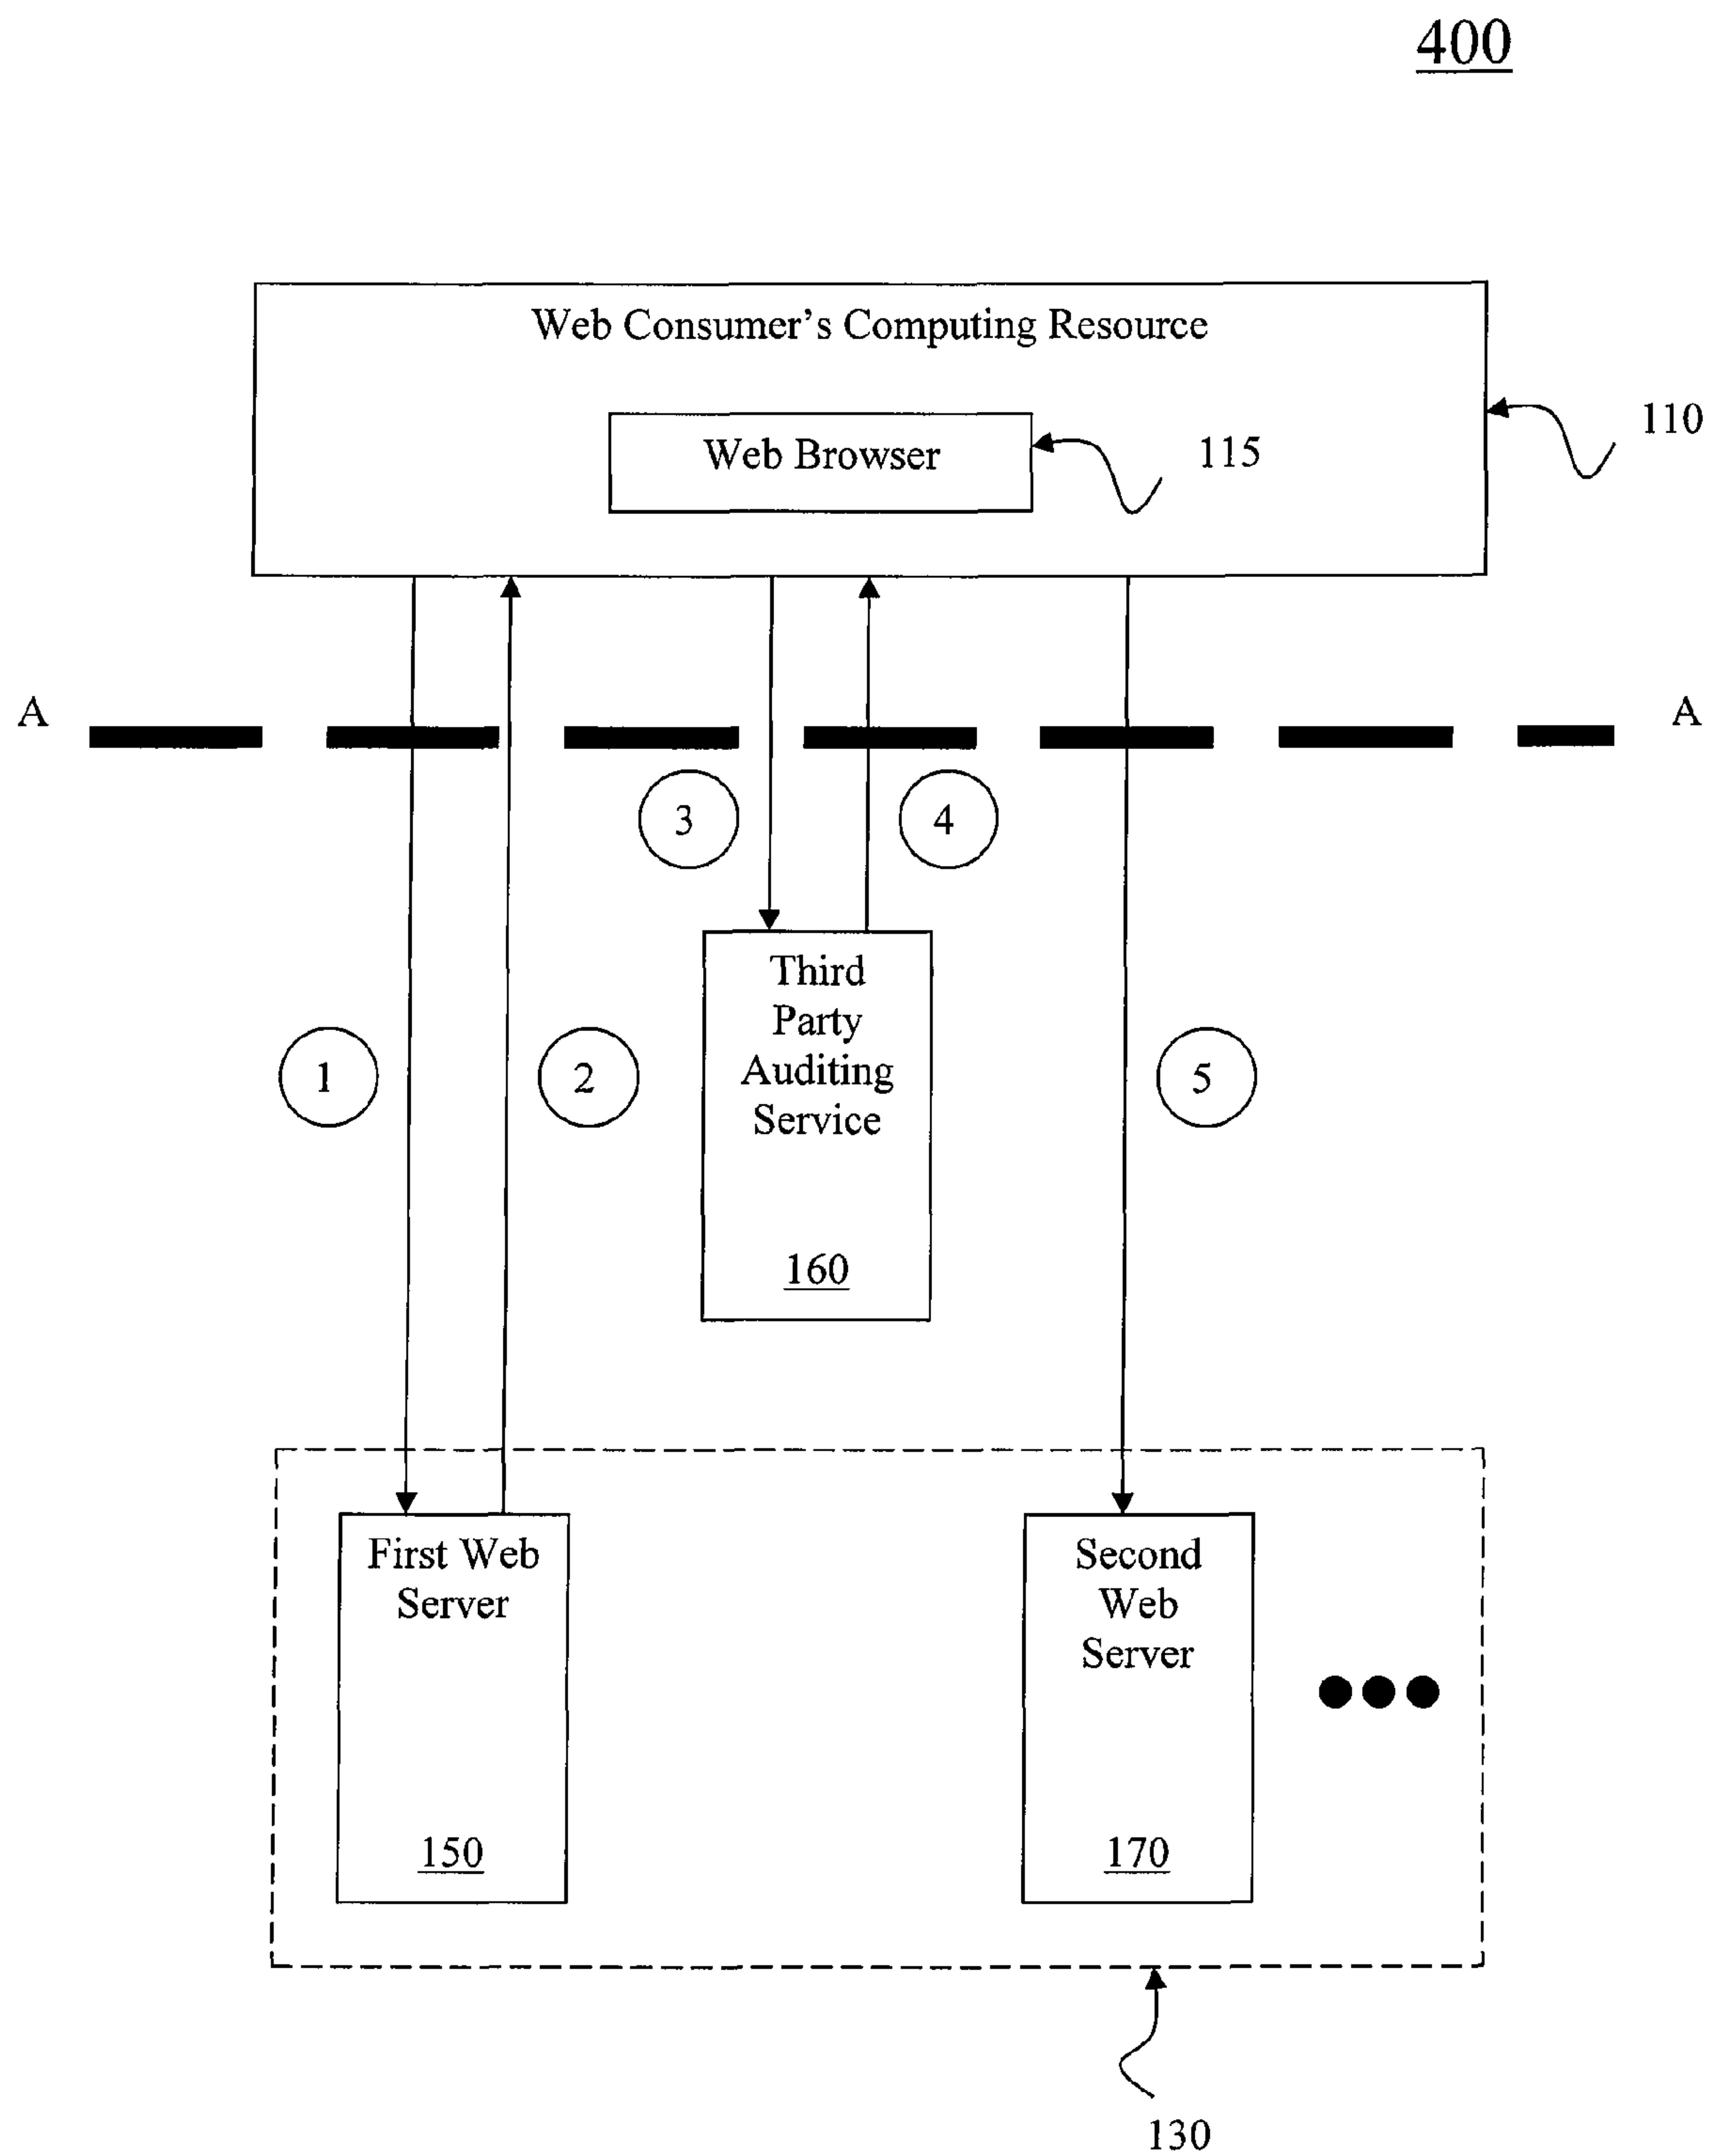 400
Web Consumer's Computing Resource
Web Browser
115
110
A
A
3
4
Third
Party
Auditing
Service
160
1
2
5
First Web
Server
150
Second
Web
Server
170
130